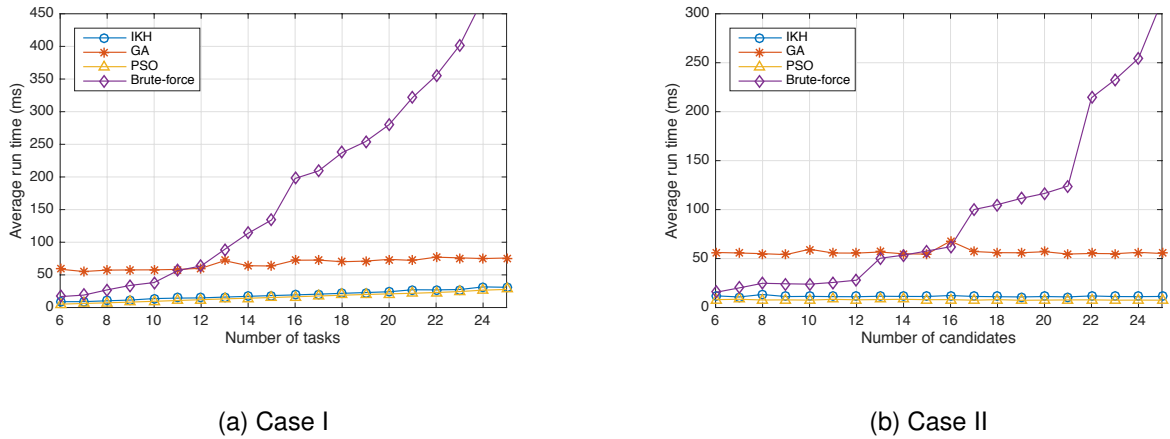 450
400
350
300
250
200
150
100
50
0
Average run time (ms)
IKH
GA
PSO
Brute-force
6 8 10 12 14 16 18 20 22 24
Number of tasks
(a) Case I
300
250
200
150
100
50
0
Average run time (ms)
IKH
GA
PSO
Brute-force
6 8 10 12 14 16 18 20 22 24
Number of candidates
(b) Case II